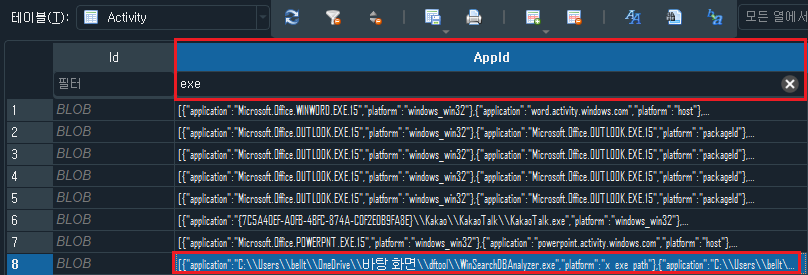 테이블(T): Activity 모든 열에서
Id AppId
필터 exe
1 BLOB [{"application":"Microsoft.Office.WINWORD.EXE.15","platform":"windows_win32"},{"application":"word.activity.windows.com","platform":"host"},...
2 BLOB [{"application":"Microsoft.Office.OUTLOOK.EXE.15","platform":"windows_win32"},{"application":"Microsoft.Office.OUTLOOK.EXE.15","platform":"packageId"},...
3 BLOB [{"application":"Microsoft.Office.OUTLOOK.EXE.15","platform":"windows_win32"},{"application":"Microsoft.Office.OUTLOOK.EXE.15","platform":"packageId"},...
4 BLOB [{"application":"Microsoft.Office.OUTLOOK.EXE.15","platform":"windows_win32"},{"application":"Microsoft.Office.OUTLOOK.EXE.15","platform":"packageId"},...
5 BLOB [{"application":"Microsoft.Office.OUTLOOK.EXE.15","platform":"windows_win32"},{"application":"Microsoft.Office.OUTLOOK.EXE.15","platform":"packageId"},...
6 BLOB [{"application":"{7C5A40EF-A0FB-4BFC-874A-C0F2E0B9FA8E}\\Kakao\\KakaoTalk\\KakaoTalk.exe","platform":"windows_win32"},...
7 BLOB [{"application":"Microsoft.Office.POWERPNT.EXE.15","platform":"windows_win32"},{"application":"powerpoint.activity.windows.com","platform":"host"},...
8 BLOB [{"application":"C:\\Users\\bellt\\OneDrive\\바탕 화면\\dftool\\WinSearchDBAnalyzer.exe","platform":"x_exe_path"},{"application":"C:\\Users\\bellt\\...